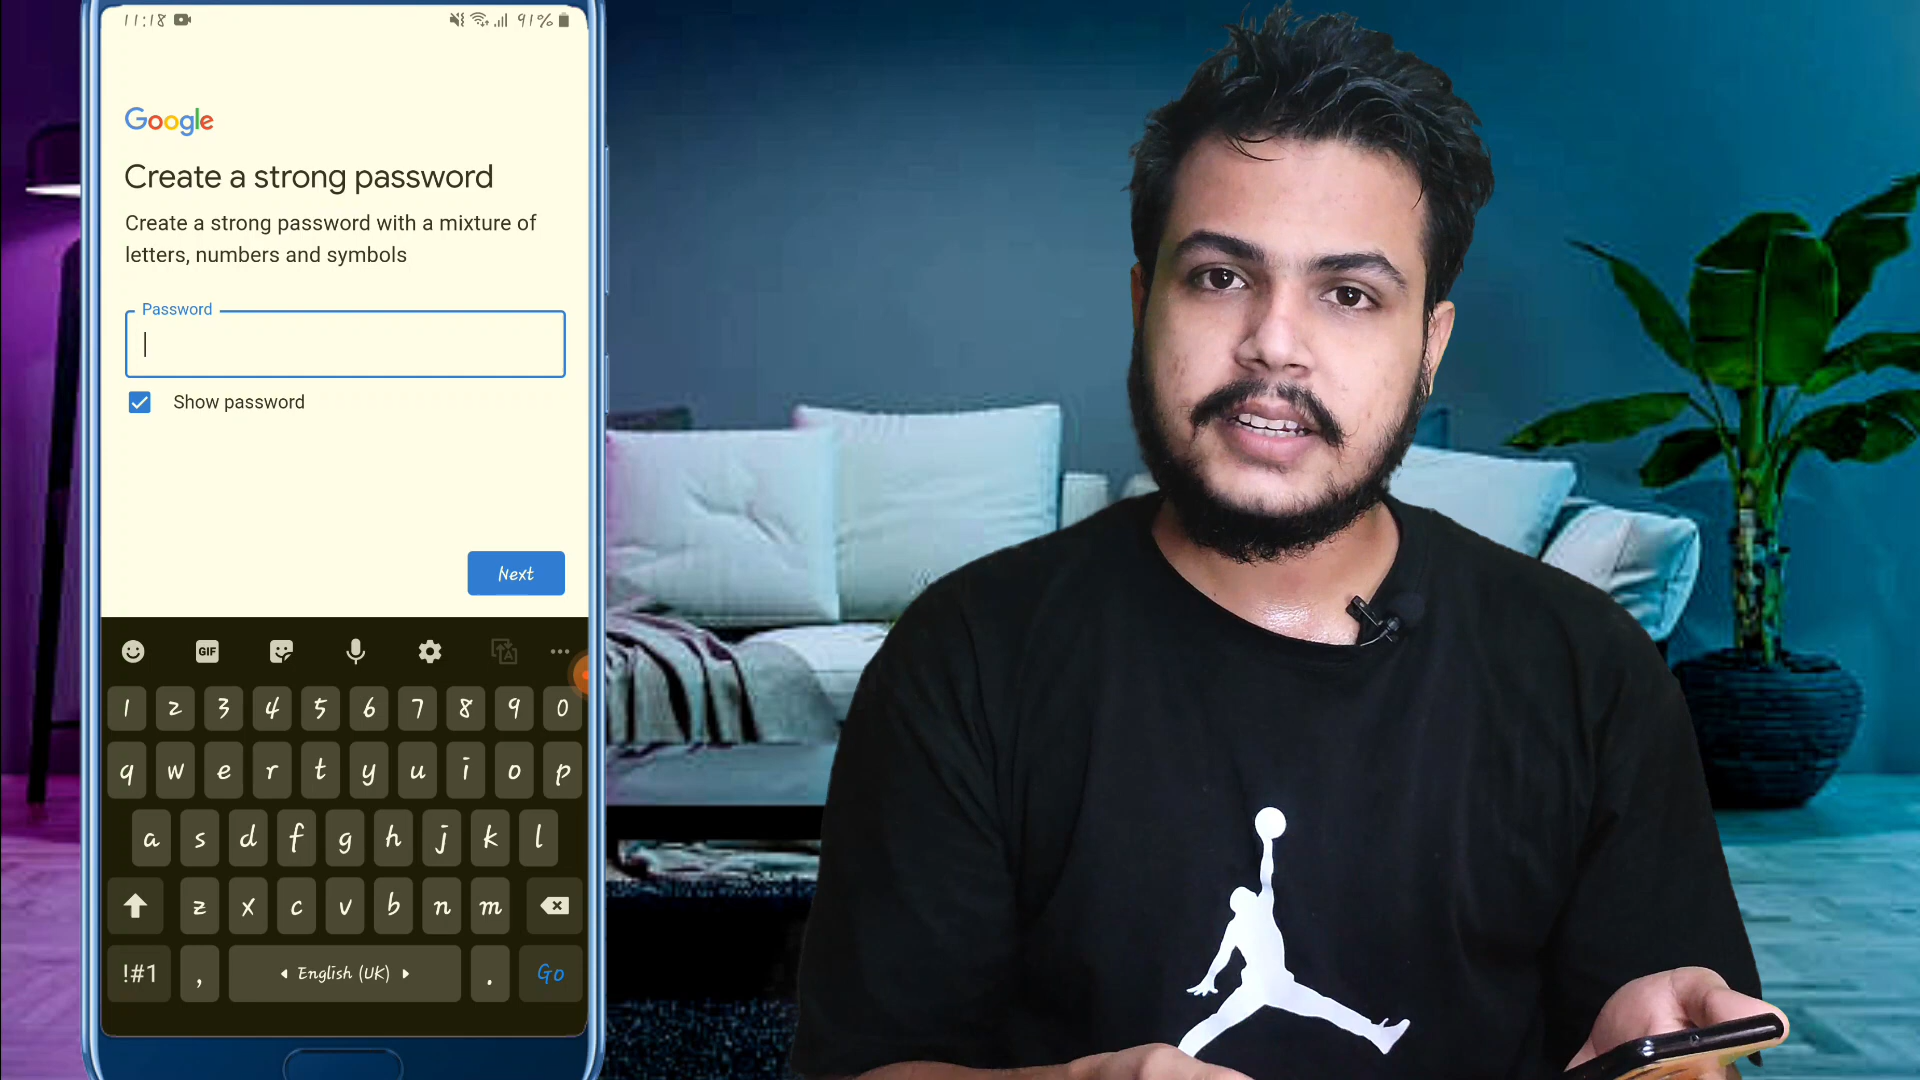 11:18 91%
Google
Create a strong password
Create a strong password with a mixture of
letters, numbers and symbols
Password
Show password
Next
GIF
1 2 3 4 5 6 7 8 9 0
q w e r t y u i o p
a s d f g h j k l
z x c v b n m
!#1 , English (UK) . Go